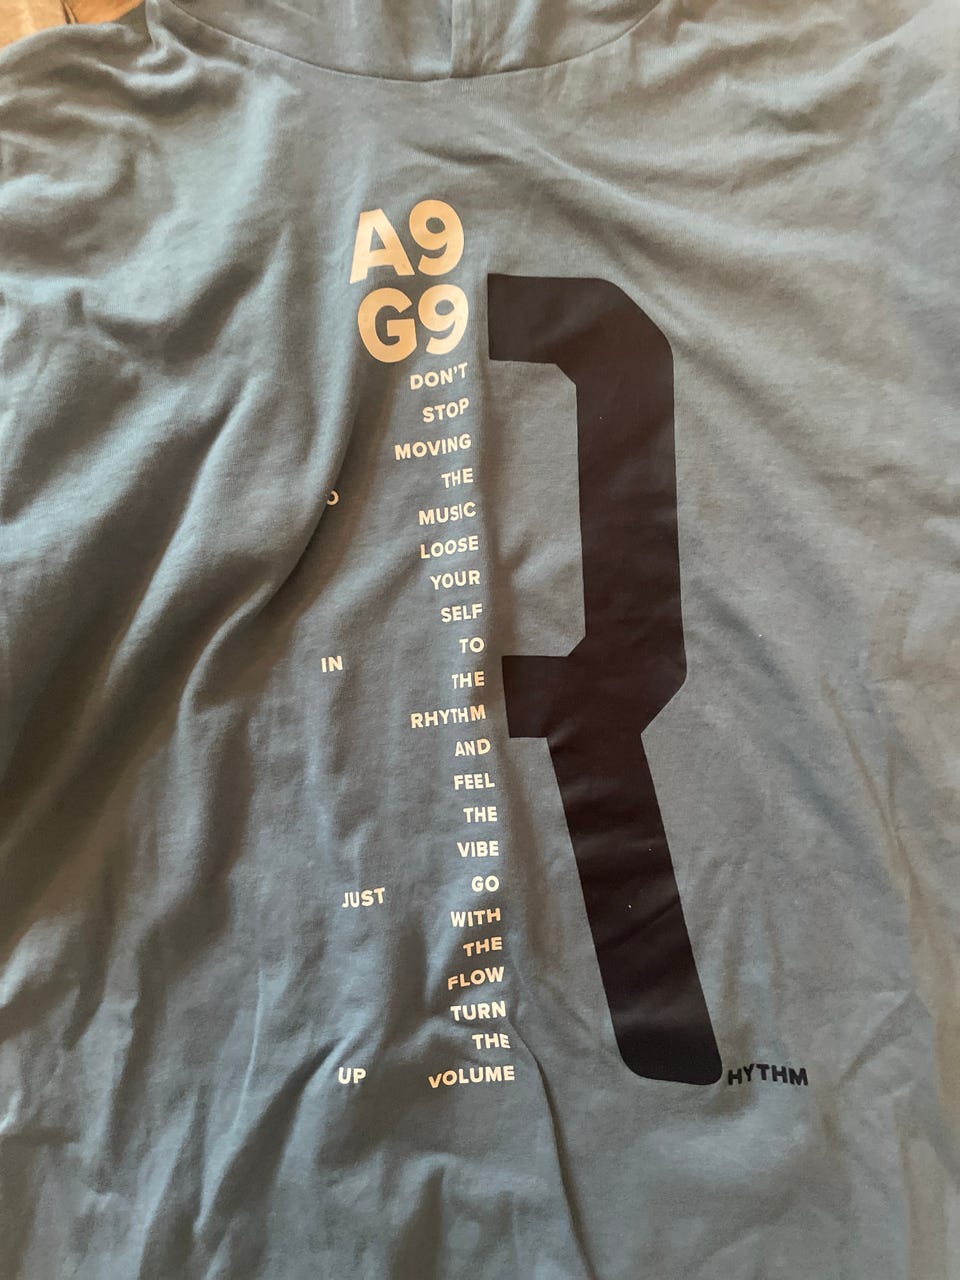 A9
G9
DON'T
STOP
MOVING
THE
MUSIC
LOOSE
YOUR
SELF
TO
IN THE
RHYTHM
AND
FEEL
THE
VIBE
JUST GO
WITH
THE
FLOW
TURN
THE
UP VOLUME
RHYTHM